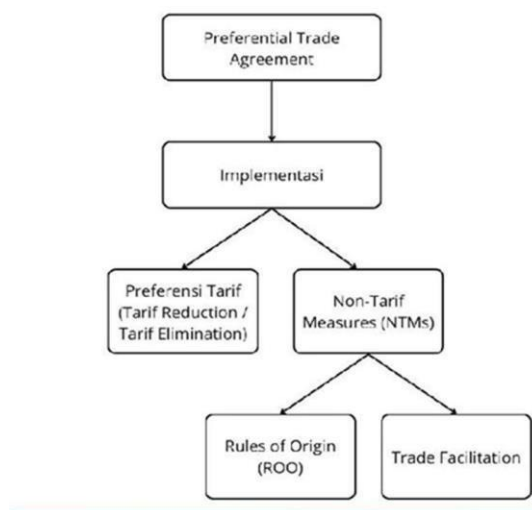 Preferential Trade
Agreement
Implementasi
Preferensi Tarif
(Tarif Reduction /
Tarif Elimination)
Non-Tarif
Measures (NTMs)
Rules of Origin
(ROO)
Trade Facilitation